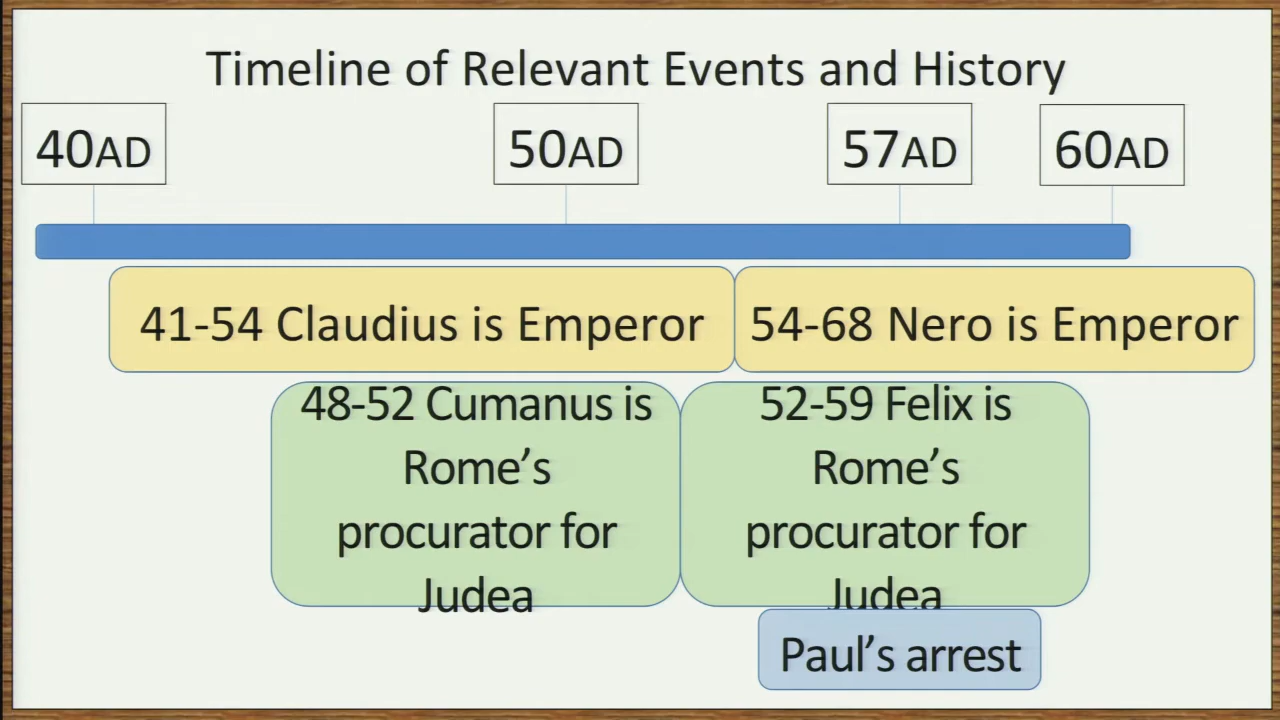 Timeline of Relevant Events and History
40AD
50AD
57AD
60AD
41-54 Claudius is Emperor
54-68 Nero is Emperor
48-52 Cumanus is
Rome’s
procurator for
Judea
52-59 Felix is
Rome’s
procurator for
Judea
Paul’s arrest